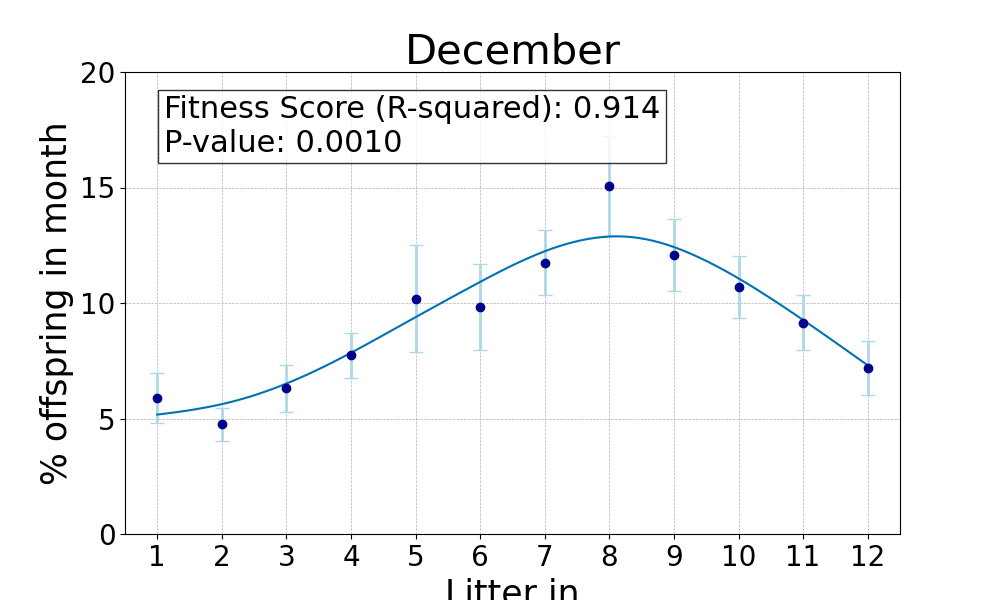 December
Fitness Score (R-squared): 0.914
P-value: 0.0010
% offspring in month
20
15
10
5
0
1 2 3 4 5 6 7 8 9 10 11 12
Litter in